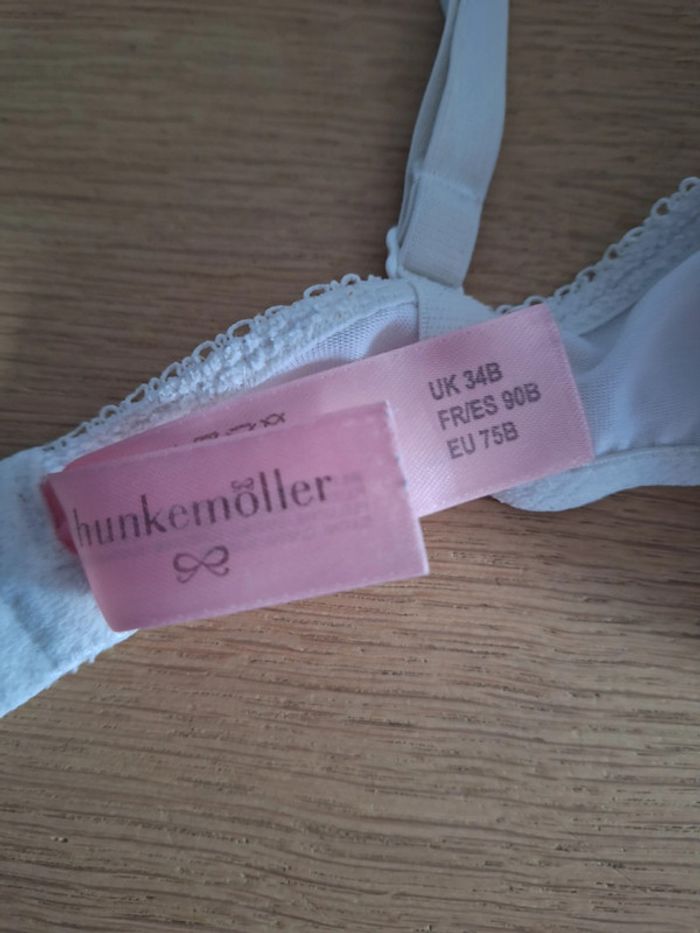 UK 34B
FR/ES 90B
EU 75B
hunkemöller